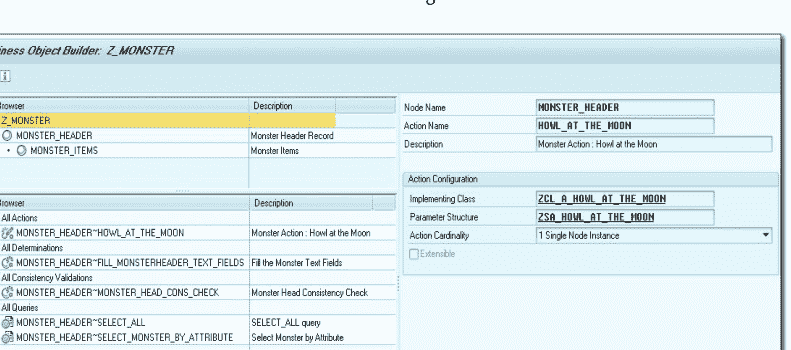 ness Object Builder: Z_MONSTER
rowser Description
Z_MONSTER
MONSTER_HEADER Monster Header Record
MONSTER_ITEMS Monster Items
Node Name MONSTER_HEADER
Action Name HOWL_AT_THE_MOON
Description Monster Action : Howl at the Moon
Action Configuration
Implementing Class ZCL_A_HOWL_AT_THE_MOON
Parameter Structure ZSA_HOWL_AT_THE_MOON
Action Cardinality 1 Single Node Instance
Extensible
rowser Description
All Actions
MONSTER_HEADER~HOWL_AT_THE_MOON Monster Action : Howl at the Moon
All Determinations
MONSTER_HEADER~FILL_MONSTERHEADER_TEXT_FIELDS Fill the Monster Text Fields
All Consistency Validations
MONSTER_HEADER~MONSTER_HEAD_CONS_CHECK Monster Head Consistency Check
All Queries
MONSTER_HEADER~SELECT_ALL SELECT_ALL query
MONSTER_HEADER~SELECT_MONSTER_BY_ATTRIBUTE Select Monster by Attribute